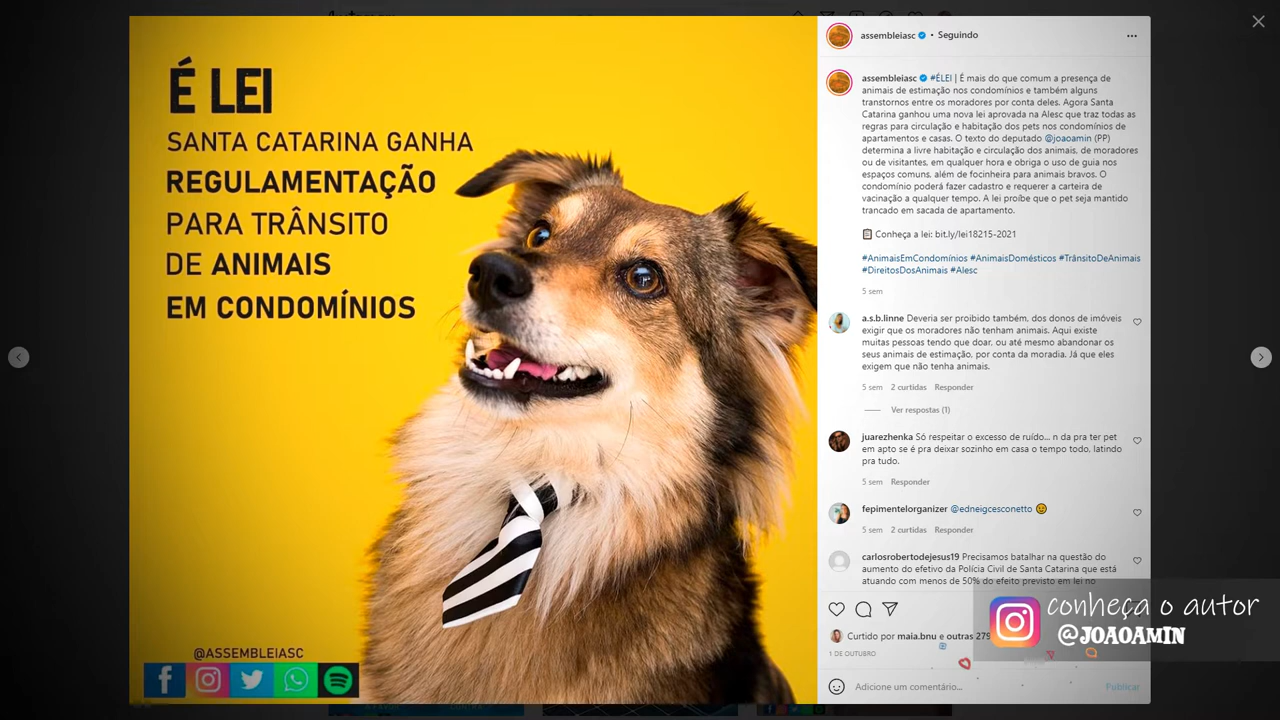 É LEI
SANTA CATARINA GANHA
REGULAMENTAÇÃO
PARA TRÂNSITO
DE ANIMAIS
EM CONDOMÍNIOS
@ASSEMBLEIASC
assembleiasc • Seguindo
assembleiasc #ÉLEI | É mais do que comum a presença de
animais de estimação nos condomínios e também alguns
transtornos entre os moradores por conta deles. Agora Santa
Catarina ganhou uma nova lei aprovada na Alesc que traz todas as
regras para circulação e habitação dos pets nos condomínios de
apartamentos e casas. O texto do deputado @joaoamin (PP)
determina a livre habitação e circulação dos animais, de moradores
ou de visitantes, em qualquer hora e obriga o uso de guia nos
espaços comuns, além de focinheira para animais bravos. O
condomínio poderá fazer cadastro e requerer a carteira de
vacinação a qualquer tempo. A lei proíbe que o pet seja mantido
trancado em sacada de apartamento.
📋 Conheça a lei: bit.ly/lei18215-2021
#AnimaisEmCondomínios #AnimaisDomésticos #TrânsitoDeAnimais
#DireitosDosAnimais #Alesc
5 sem
a.s.b.linne Deveria ser proibido também, dos donos de imóveis
exigir que os moradores não tenham animais. Aqui existe
muitas pessoas tendo que doar, ou até mesmo abandonar os
seus animais de estimação, por conta da moradia. Já que eles
exigem que não tenha animais.
5 sem 2 curtidas Responder
Ver respostas (1)
juarezhenka Só respeitar o excesso de ruído... n da pra ter pet
em apto se é pra deixar sozinho em casa o tempo todo, latindo
pra tudo.
5 sem Responder
fepimentelorganizer @edneigcesconetto
5 sem 2 curtidas Responder
carlosrobertodejesus19 Precisamos batalhar na questão do
aumento do efetivo da Polícia Civil de Santa Catarina que está
atuando com menos de 50% do efeito previsto em lei no
Curtido por maia.bnu e outras 279
1 DE OUTUBRO
Adicione um comentário...
Publicar
conheça o autor
@JOAOAMIN